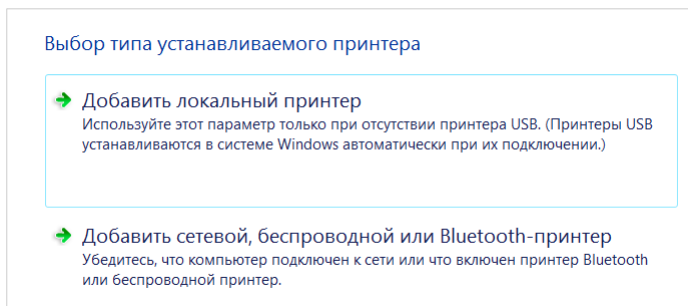 Выбор типа устанавливаемого принтера
Добавить локальный принтер
Используйте этот параметр только при отсутствии принтера USB. (Принтеры USB
устанавливаются в системе Windows автоматически при их подключении.)
Добавить сетевой, беспроводной или Bluetooth-принтер
Убедитесь, что компьютер подключен к сети или что включен принтер Bluetooth
или беспроводной принтер.